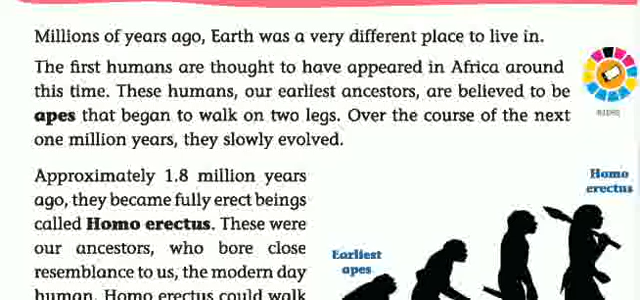 Millions of years ago, Earth was a very different place to live in.
The first humans are thought to have appeared in Africa around
this time. These humans, our earliest ancestors, are believed to be
apes that began to walk on two legs. Over the course of the next
one million years, they slowly evolved.
Approximately 1.8 million years
ago, they became fully erect beings
called Homo erectus. These were
our ancestors, who bore close
resemblance to us, the modern day
human. Homo erectus could walk
Homo
erectus
Earliest
apes